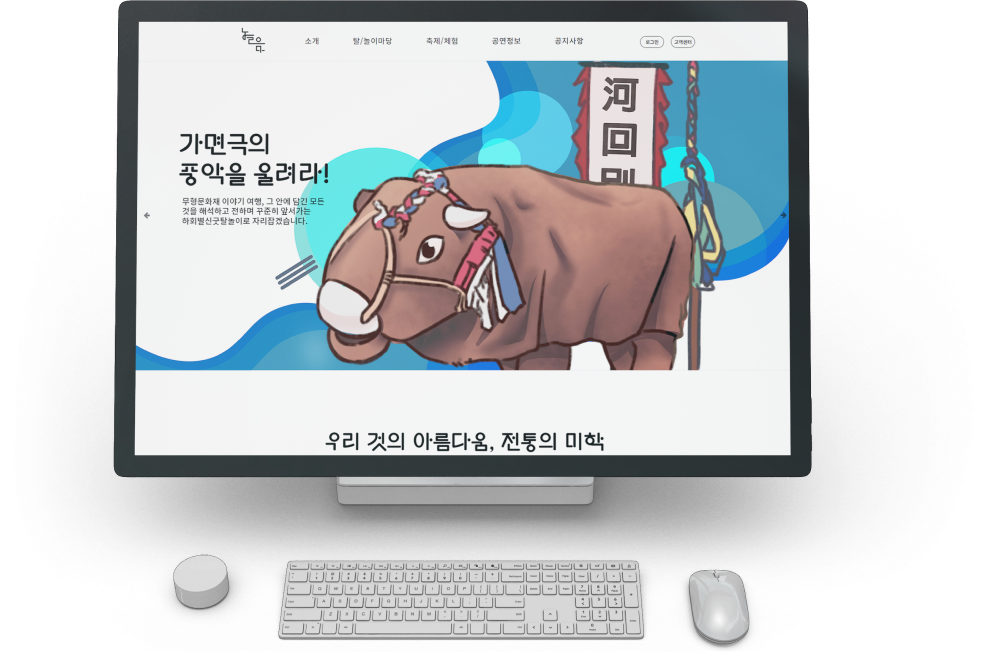 놀음
소개 탈/놀이마당 축제/체험 공연정보 공지사항 로그인 고객센터
가면극의
풍악을 울려라!
무형문화재 이야기 여행, 그 안에 담긴 모든
것을 해석하고 전하며 꾸준히 앞서가는
하회별신굿탈놀이로 자리잡겠습니다.
河
回
우리 것의 아름다움, 전통의 미학